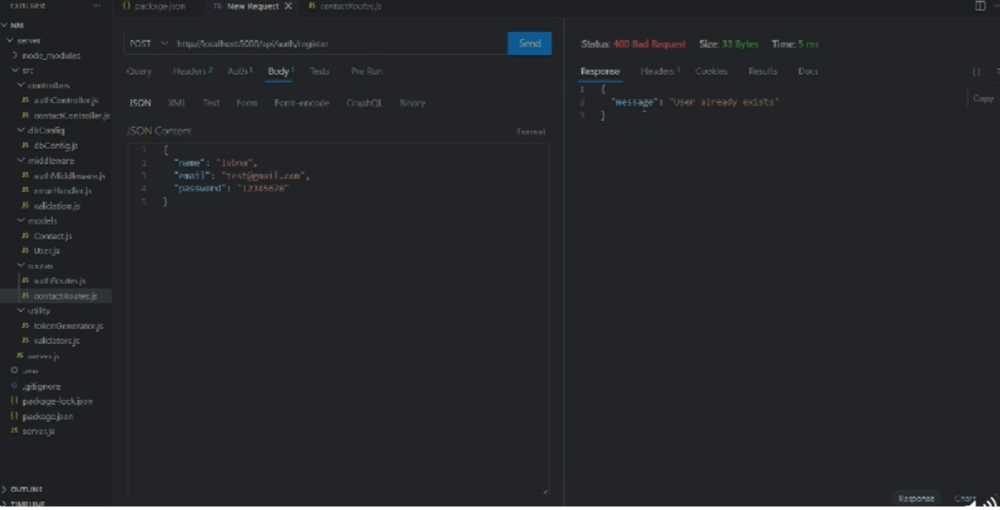 EXPLORER ...
NM
server
node_modules
src
controllers
JS authController.js
JS contactController.js
dbConfig
JS dbConfig.js
middleware
JS authMiddleware.js
JS errorHandler.js
JS validation.js
models
JS Contact.js
JS User.js
routes
JS authRoutes.js
JS contactRoutes.js
utility
JS tokenGenerator.js
JS validators.js
JS server.js
.env
.gitignore
{} package-lock.json
{} package.json
JS server.js
OUTLINE
TIMELINE
{} package.json
TC New Request X
JS contactRoutes.js
POST http://localhost:5000/api/auth/register Send
Query Headers 2 Auth 1 Body 1 Tests Pre Run
JSON XML Text Form Form-encode GraphQL Binary
JSON Content Format
1 {
2 "name": "lubna",
3 "email": "test@gmail.com",
4 "password": "12345678"
5 }
Status: 400 Bad Request Size: 33 Bytes Time: 5 ms
Response Headers 7 Cookies Results Docs {}
1 {
2 "message": "User already exists"
3 }
Copy
Response Chart